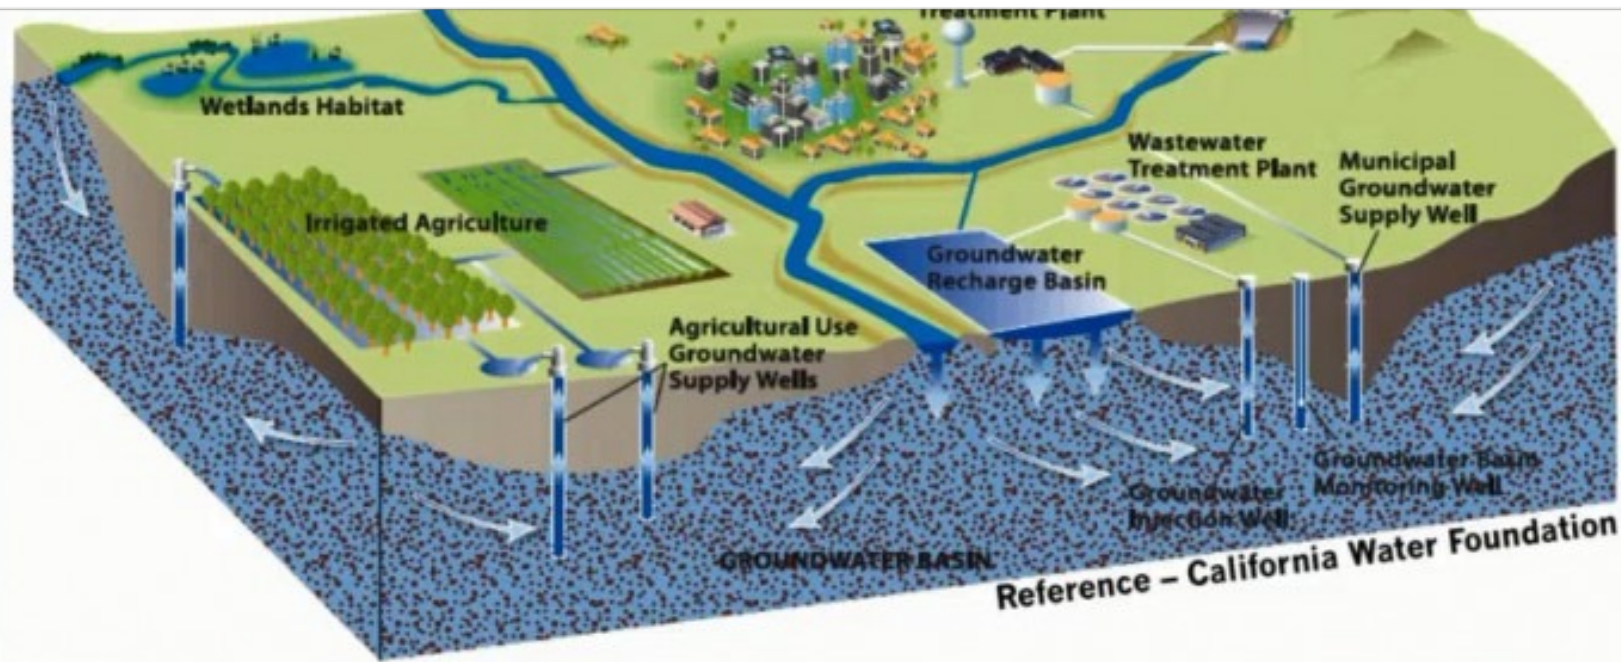 Treatment Plant
Wetlands Habitat
Wastewater
Treatment Plant
Municipal
Groundwater
Supply Well
Irrigated Agriculture
Groundwater
Recharge Basin
Agricultural Use
Groundwater
Supply Wells
Groundwater Basin
Monitoring Well
Groundwater
Injection Well
GROUNDWATER BASIN
Reference – California Water Foundation